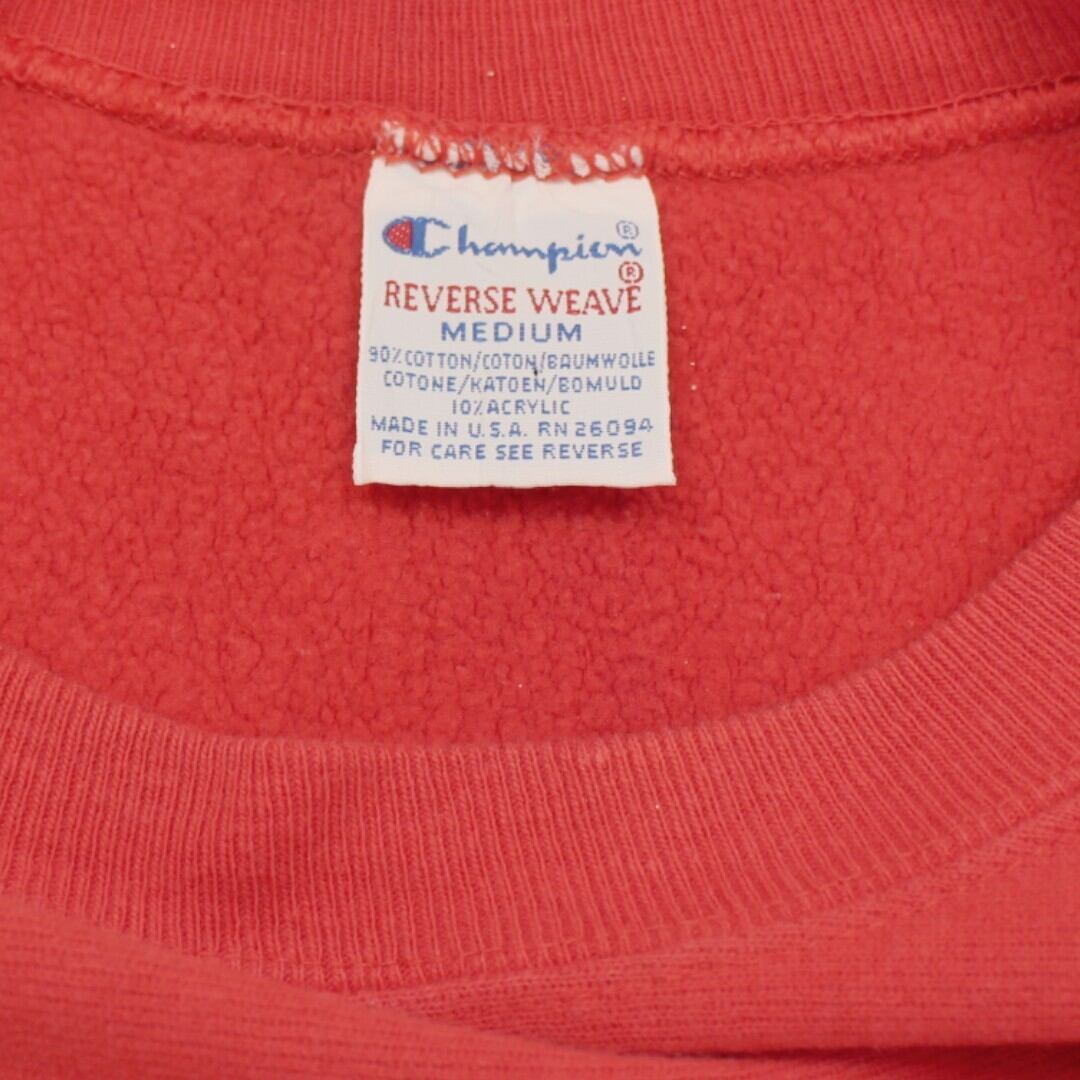 Champion®
REVERSE WEAVE®
MEDIUM
90% COTTON/COTON/BAUMWOLLE
COTONE/KATOEN/BOMULD
10% ACRYLIC
MADE IN U.S.A. RN 26094
FOR CARE SEE REVERSE